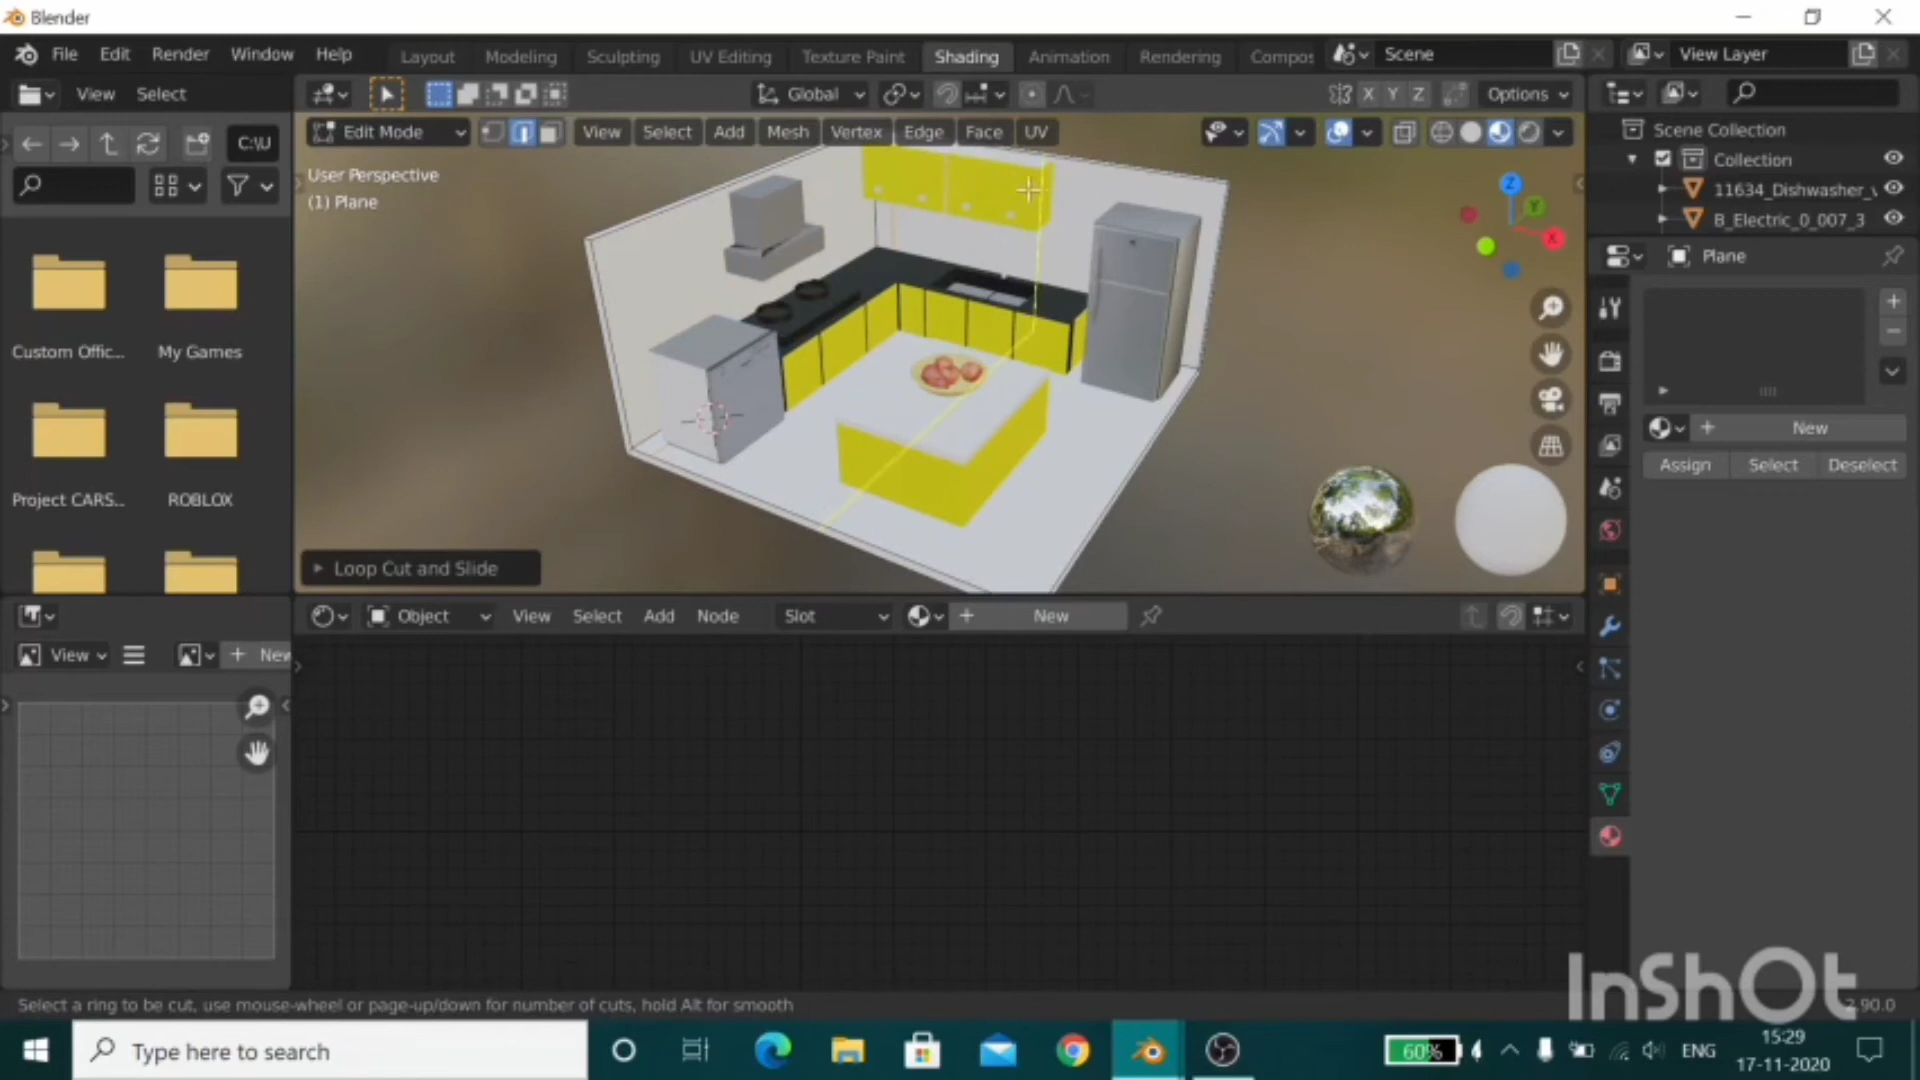 Blender
File Edit Render Window Help Layout Modeling Sculpting UV Editing Texture Paint Shading Animation Rendering Compos Scene View Layer
View Select Global X Y Z Options
Edit Mode View Select Add Mesh Vertex Edge Face UV
C:\U
Scene Collection
Collection
11634_Dishwasher_v
B_Electric_0_007_3
User Perspective
(1) Plane
Z
Y
X
Plane
Custom Offic... My Games
New
Assign Select Deselect
Project CARS... ROBLOX
Loop Cut and Slide
Object View Select Add Node Slot New
View New
Select a ring to be cut, use mouse-wheel or page-up/down for number of cuts, hold Alt for smooth
InShOt
2.90.0
Type here to search
60%
ENG
15:29
17-11-2020